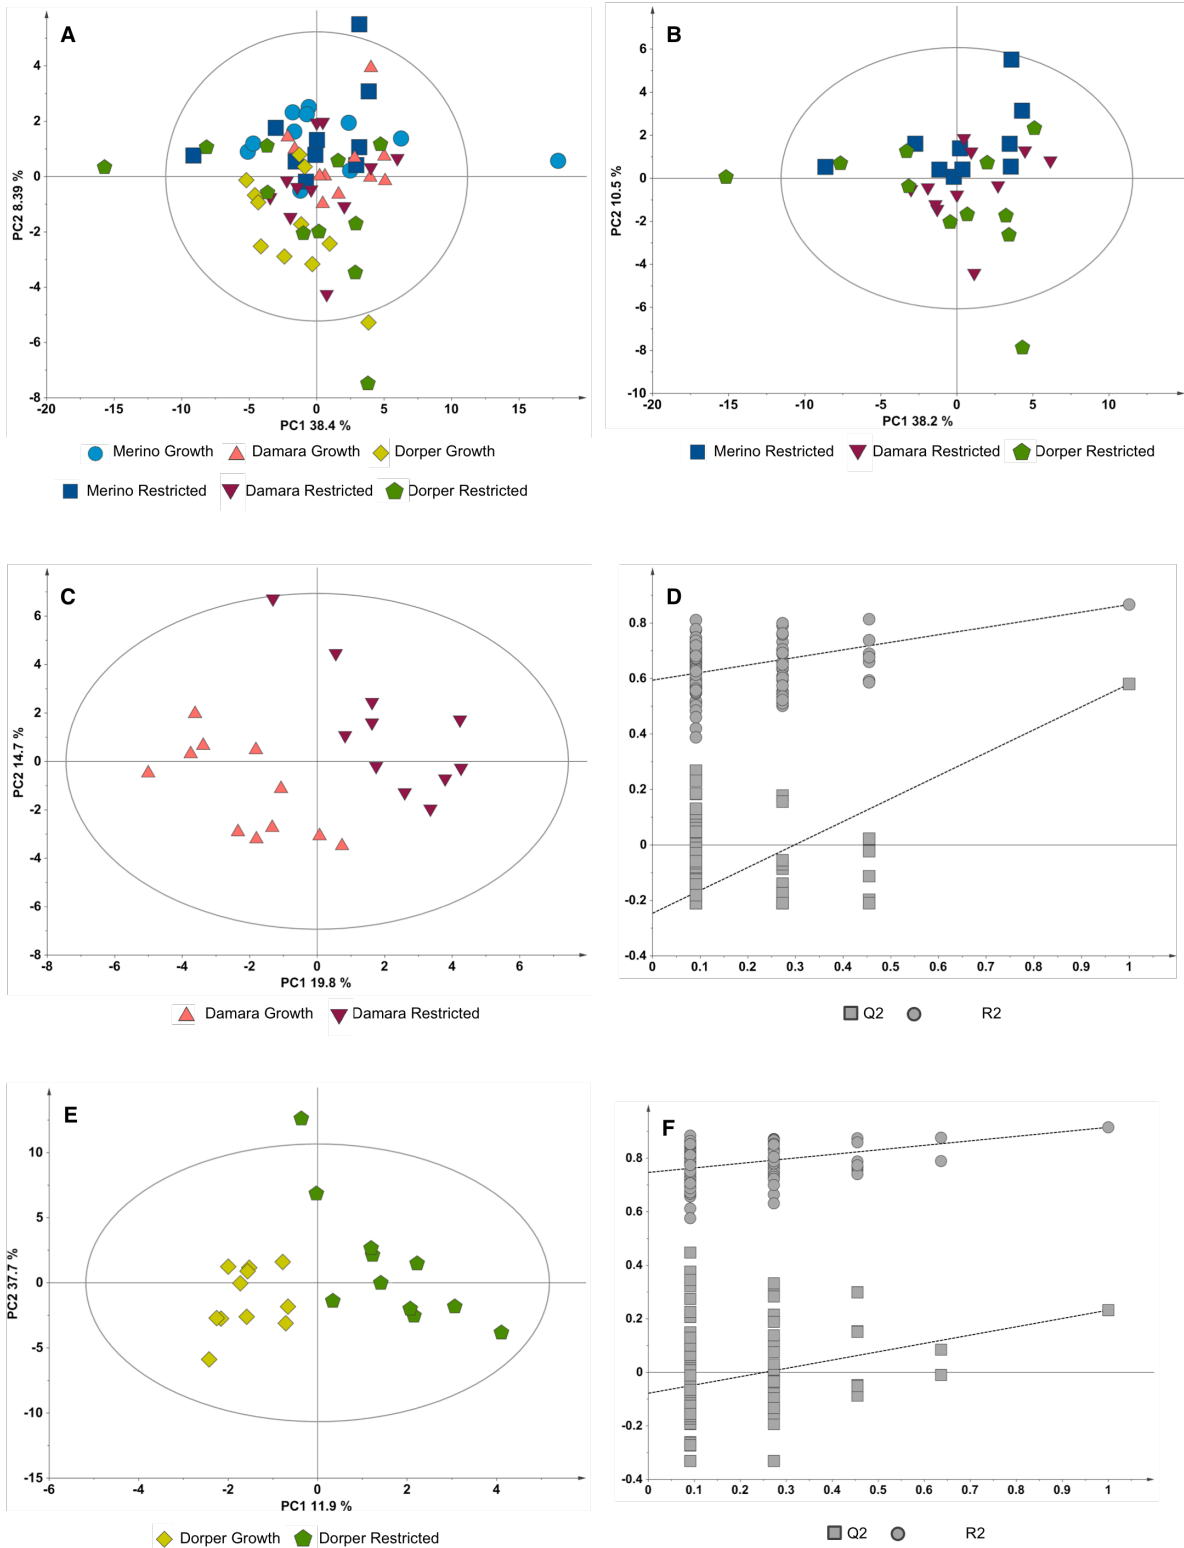 A
4
2
0
-2
-4
-6
-8
PC2 8.39 %
-20 -15 -10 -5 0 5 10 15
PC1 38.4 %
Merino Growth Damara Growth Dorper Growth
Merino Restricted Damara Restricted Dorper Restricted
B
6
4
2
0
-2
-4
-6
-8
-10
PC2 10.5 %
-20 -15 -10 -5 0 5 10
PC1 38.2 %
Merino Restricted Damara Restricted Dorper Restricted
C
6
4
2
0
-2
-4
-6
-8
PC2 14.7 %
-8 -6 -4 -2 0 2 4 6
PC1 19.8 %
Damara Growth Damara Restricted
D
0.8
0.6
0.4
0.2
0
-0.2
-0.4
0 0.1 0.2 0.3 0.4 0.5 0.6 0.7 0.8 0.9 1
Q2 R2
E
10
5
0
-5
-10
-15
PC2 37.7 %
-6 -4 -2 0 2 4
PC1 11.9 %
Dorper Growth Dorper Restricted
F
0.8
0.6
0.4
0.2
0
-0.2
-0.4
0 0.1 0.2 0.3 0.4 0.5 0.6 0.7 0.8 0.9 1
Q2 R2